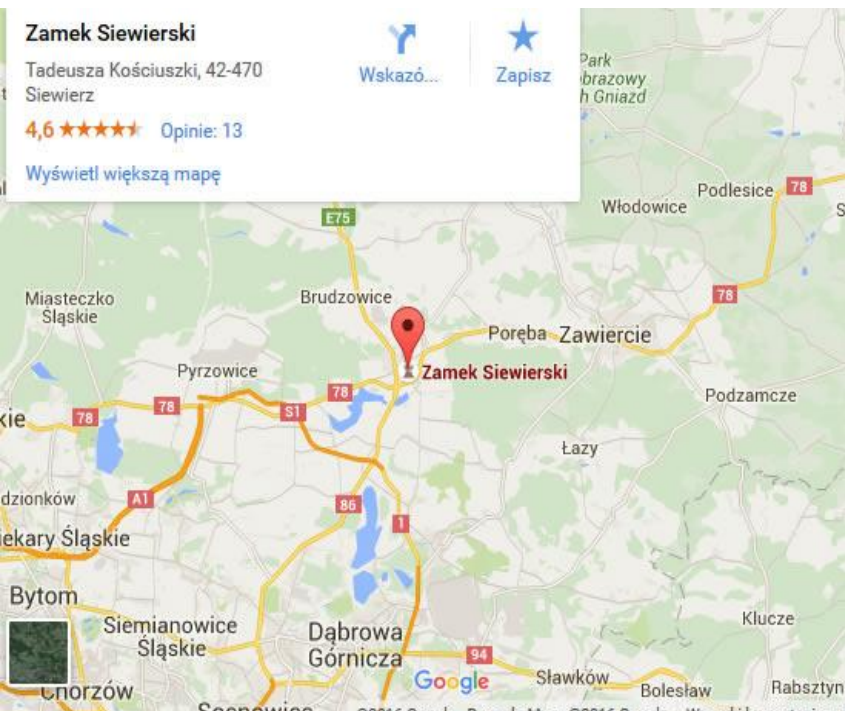 Zamek Siewierski
Tadeusza Kościuszki, 42-470
Siewierz
4,6
Opinie: 13
Wyświetl większą mapę
Wskazó...
Zapisz
Park
h Gniazd
E75
Włodowice
Podlesice
78
78
Miasteczko
Śląskie
Brudzowice
Poręba
Zawiercie
Zamek Siewierski
Pyrzowice
78
78
78
S1
Podzamcze
Łazy
A1
86
1
Śląskie
Bytom
Siemianowice
Śląskie
Dąbrowa
Górnicza
94
Klucze
Google
Sławków
Bolesław
Rabsztyn
Chorzów